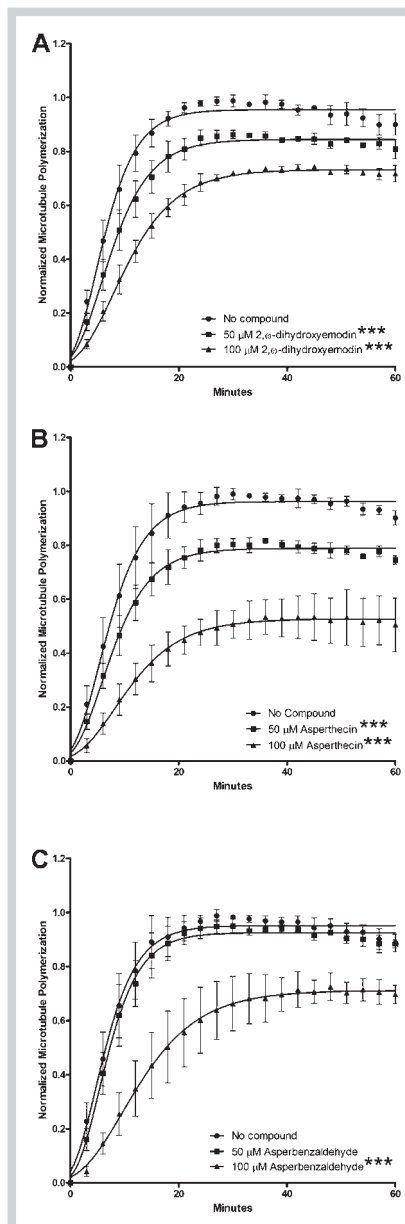 A
Normalized Microtubule Polymerization
1.2
1.0
0.8
0.6
0.4
0.2
0.0
No compound
50 μM 2,ω-dihydroxyemodin ***
100 μM 2,ω-dihydroxyemodin ***
0 20 40 60
Minutes
B
Normalized Microtubule Polymerization
1.2
1.0
0.8
0.6
0.4
0.2
0.0
No Compound
50 μM Asperthecin ***
100 μM Asperthecin ***
0 20 40 60
Minutes
C
Normalized Microtubule Polymerization
1.2
1.0
0.8
0.6
0.4
0.2
0.0
No compound
50 μM Asperbenzaldehyde
100 μM Asperbenzaldehyde ***
0 20 40 60
Minutes